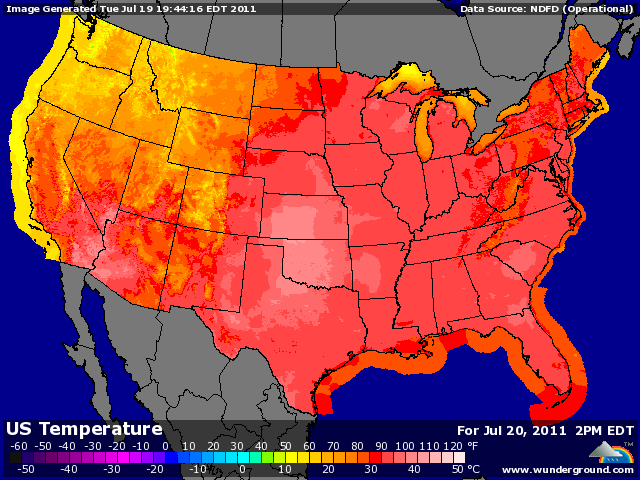 Image Generated Tue Jul 19 19:44:16 EDT 2011 Data Source: NDFD (Operational)
US Temperature For Jul 20, 2011 2PM EDT
-60 -50 -40 -30 -20 -10 0 10 20 30 40 50 60 70 80 90 100 110 120 °F
-50 -40 -30 -20 -10 0 10 20 30 40 50 °C
www.wunderground.com